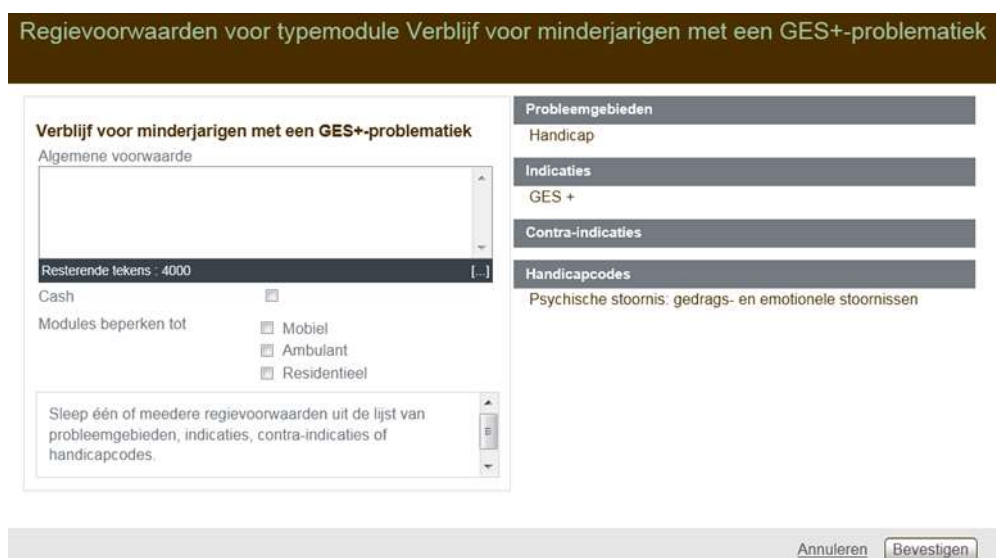 Regievoorwaarden voor typemodule Verblijf voor minderjarigen met een GES+-problematiek
Verblijf voor minderjarigen met een GES+-problematiek
Algemene voorwaarde
Resterende tekens : 4000 [...]
Cash
Modules beperken tot
Mobiel
Ambulant
Residentieel
Sleep één of meedere regievoorwaarden uit de lijst van
probleemgebieden, indicaties, contra-indicaties of
handicapcodes.
Probleemgebieden
Handicap
Indicaties
GES +
Contra-indicaties
Handicapcodes
Psychische stoornis: gedrags- en emotionele stoornissen
Annuleren Bevestigen